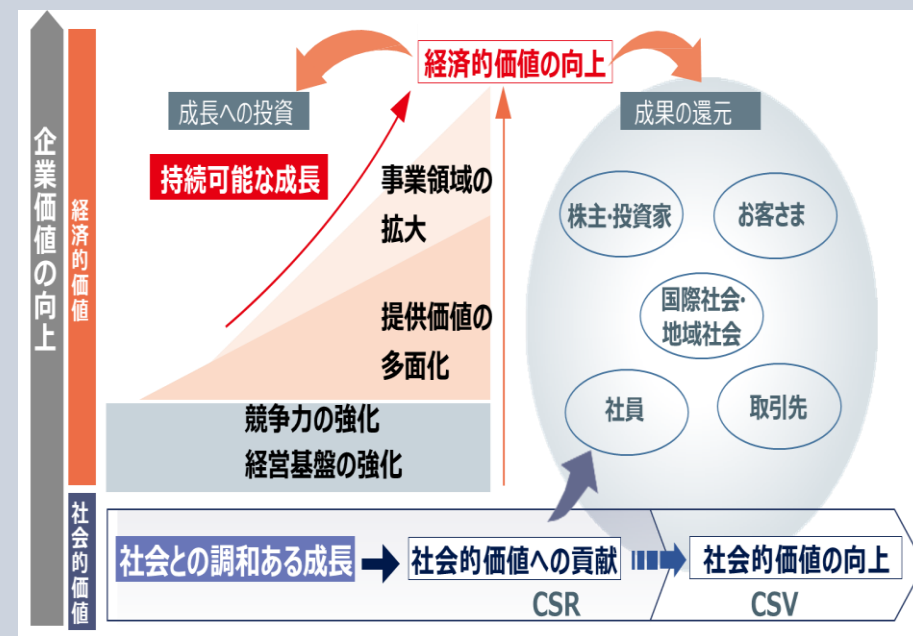 企業価値の向上
経済的価値
社会的価値
経済的価値の向上
成長への投資
成果の還元
持続可能な成長
事業領域の
拡大
提供価値の
多面化
競争力の強化
経営基盤の強化
株主・投資家
お客さま
国際社会・
地域社会
社員
取引先
社会との調和ある成長
社会的価値への貢献
社会的価値の向上
CSR
CSV